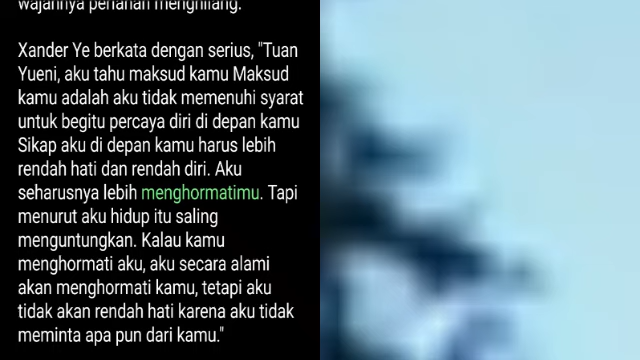 wajahnya perlahan menghilang.
Xander Ye berkata dengan serius, "Tuan
Yueni, aku tahu maksud kamu Maksud
kamu adalah aku tidak memenuhi syarat
untuk begitu percaya diri di depan kamu
Sikap aku di depan kamu harus lebih
rendah hati dan rendah diri. Aku
seharusnya lebih menghormatimu. Tapi
menurut aku hidup itu saling
menguntungkan. Kalau kamu
menghormati aku, aku secara alami
akan menghormati kamu, tetapi aku
tidak akan rendah hati karena aku tidak
meminta apa pun dari kamu."